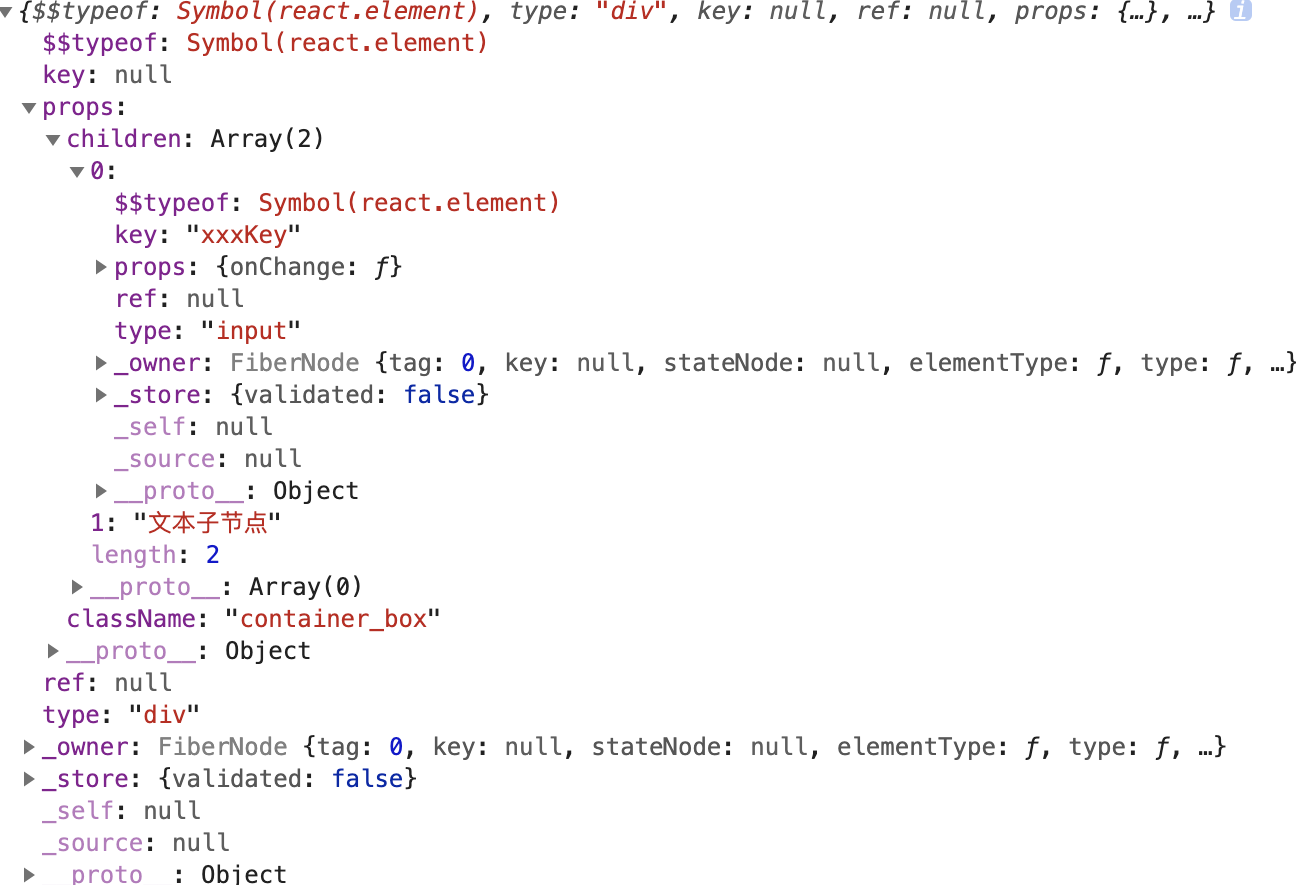 ▼{$$typeof: Symbol(react.element), type: "div", key: null, ref: null, props: {…}, …} i
$$typeof: Symbol(react.element)
key: null
▼props:
▼children: Array(2)
▼0:
$$typeof: Symbol(react.element)
key: "xxxKey"
▶props: {onChange: ƒ}
ref: null
type: "input"
▶_owner: FiberNode {tag: 0, key: null, stateNode: null, elementType: ƒ, type: ƒ, …}
▶_store: {validated: false}
_self: null
_source: null
▶__proto__: Object
1: "文本子节点"
length: 2
▶__proto__: Array(0)
className: "container_box"
▶__proto__: Object
ref: null
type: "div"
▶_owner: FiberNode {tag: 0, key: null, stateNode: null, elementType: ƒ, type: ƒ, …}
▶_store: {validated: false}
_self: null
_source: null
▶__proto__: Object